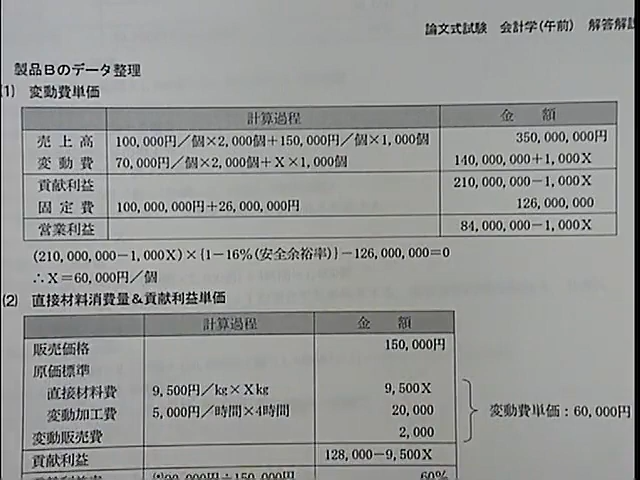 論文式試験 会計学(午前) 解答解説
製品Bのデータ整理
(1) 変動費単価
計算過程 金 額
売上高 100,000円/個×2,000個+150,000円/個×1,000個 350,000,000円
変動費 70,000円/個×2,000個+X×1,000個 140,000,000+1,000X
貢献利益 210,000,000-1,000X
固定費 100,000,000円+26,000,000円 126,000,000
営業利益 84,000,000-1,000X
(210,000,000-1,000X)×{1-16%(安全余裕率)}-126,000,000=0
∴X=60,000円/個
(2) 直接材料消費量&貢献利益単価
計算過程 金 額
販売価格 150,000円
原価標準
直接材料費 9,500円/kg×Xkg 9,500X
変動加工費 5,000円/時間×4時間 20,000
変動販売費 2,000
変動費単価:60,000円
貢献利益 128,000-9,500X
60%